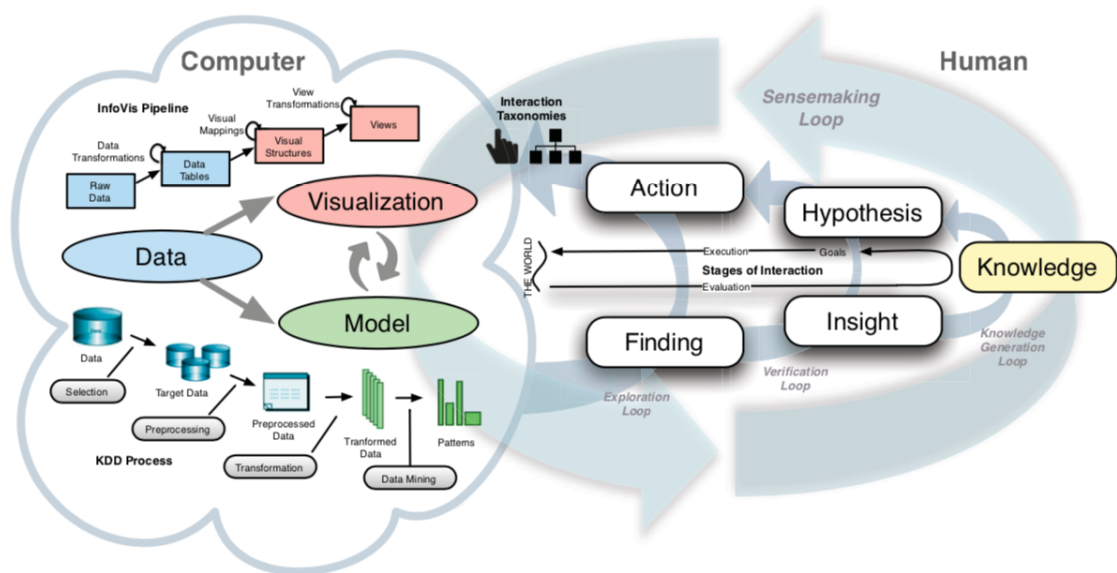 Computer
InfoVis Pipeline
Raw
Data
Data
Transformations
Data
Tables
Visual
Mappings
Visual
Structures
View
Transformations
Views
Data
Visualization
Model
Data
Data
Selection
Target Data
Preprocessing
Preprocessed
Data
Transformation
Tranformed
Data
Data Mining
Patterns
KDD Process
Human
Interaction
Taxonomies
Sensemaking
Loop
Action
Hypothesis
THE WORLD
Execution
Goals
Stages of Interaction
Evaluation
Knowledge
Finding
Insight
Exploration
Loop
Verification
Loop
Knowledge
Generation Loop